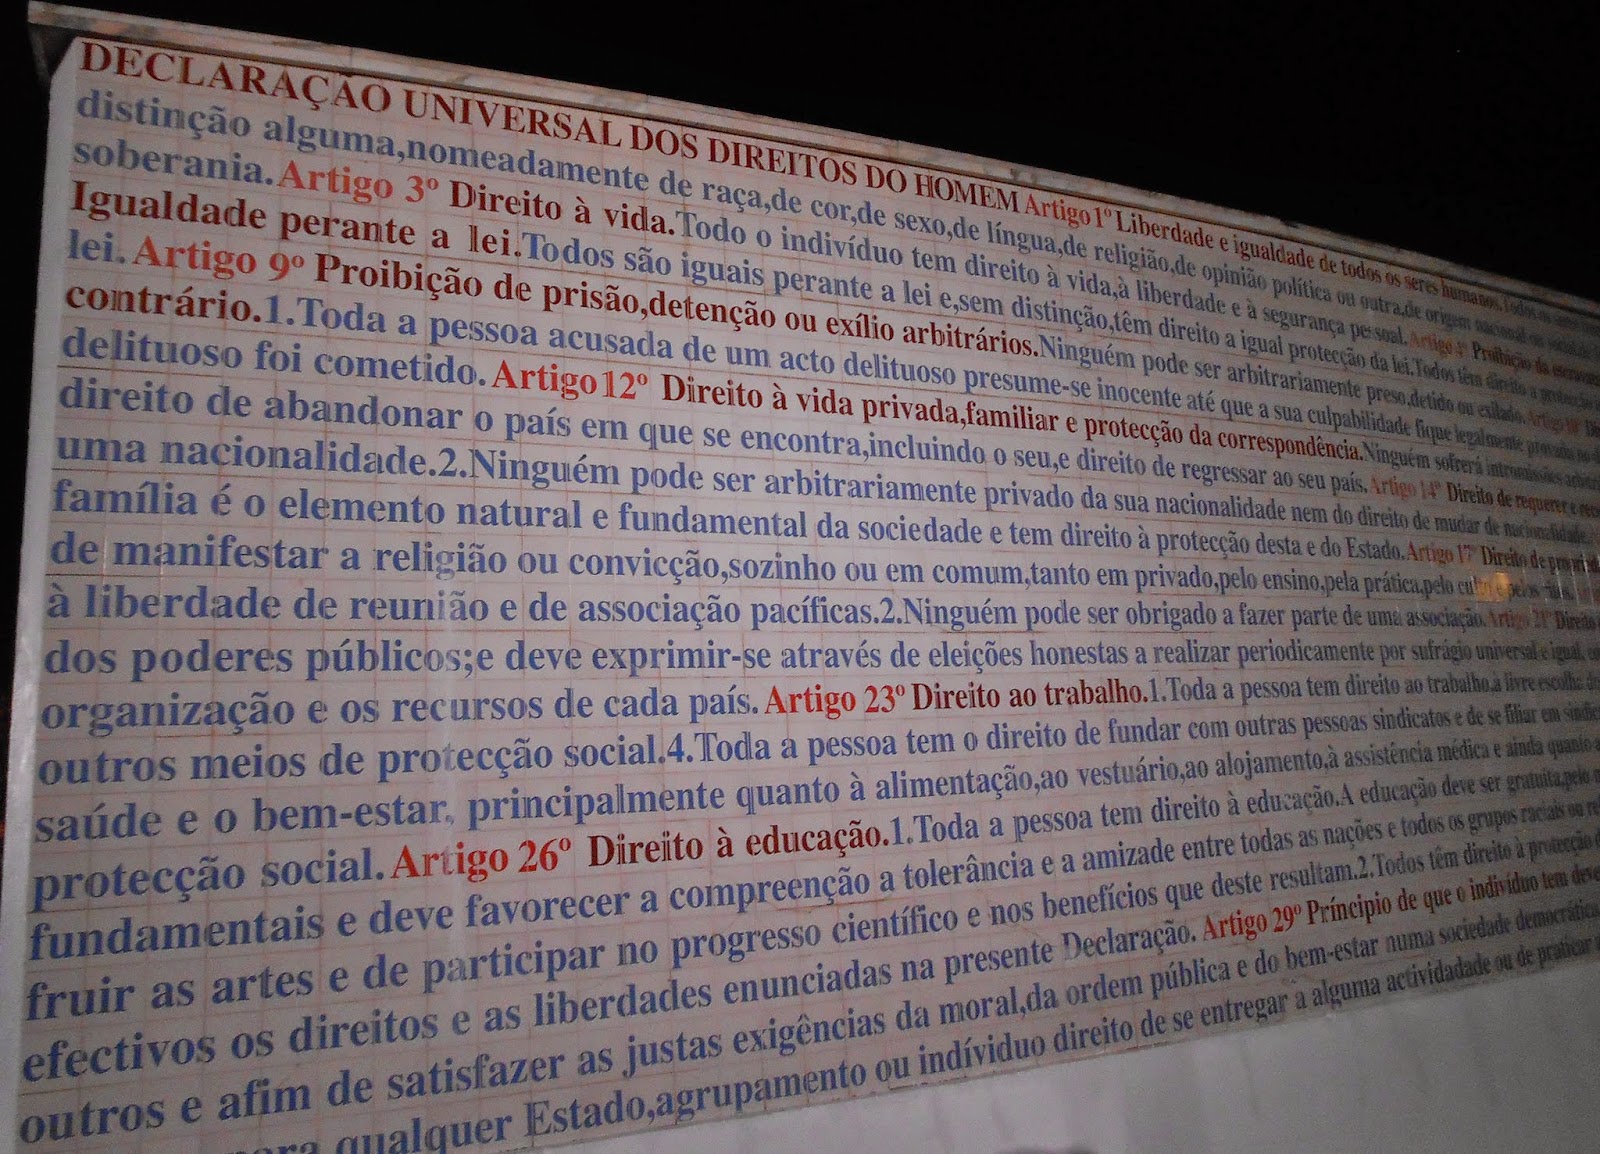 DECLARAÇÃO UNIVERSAL DOS DIREITOS DO HOMEM Artigo 1º Liberdade e igualdade de todos os seres humanos.Todos os
distinção alguma,nomeadamente de raça,de cor,de sexo,de língua,de religião,de opinião política ou outra,de origem nacional ou social,
soberania.Artigo 3º Direito à vida.Todo o indivíduo tem direito à vida,à liberdade e à segurança pessoal.Artigo 4º Proibição da
Igualdade perante a lei.Todos são iguais perante a lei e,sem distinção,têm direito a igual protecção da lei.Todos têm direito a protecção
lei.Artigo 9º Proibição de prisão,detenção ou exílio arbitrários.Ninguém pode ser arbitrariamente preso,detido ou exilado.
contrário.1.Toda a pessoa acusada de um acto delituoso presume-se inocente até que a sua culpabilidade fique legalmente provada no
delituoso foi cometido.Artigo 12º Direito à vida privada,familiar e protecção da correspondência.Ninguém sofrerá intromissões
direito de abandonar o país em que se encontra,incluindo o seu,e direito de regressar ao seu país.Artigo 14º Direito de requerer e
uma nacionalidade.2.Ninguém pode ser arbitrariamente privado da sua nacionalidade nem do direito de mudar de nacionalidade.
família é o elemento natural e fundamental da sociedade e tem direito à protecção desta e do Estado.Artigo 17º Direito de
de manifestar a religião ou convicção,sozinho ou em comum,tanto em privado,pelo ensino,pela prática,pelo culto e pelos ritos.
à liberdade de reunião e de associação pacíficas.2.Ninguém pode ser obrigado a fazer parte de uma associação.Artigo 21º Direito
dos poderes públicos;e deve exprimir-se através de eleições honestas a realizar periodicamente por sufrágio universal e igual,
organização e os recursos de cada país.Artigo 23º Direito ao trabalho.1.Toda a pessoa tem direito ao trabalho,à livre escolha
outros meios de protecção social.4.Toda a pessoa tem o direito de fundar com outras pessoas sindicatos e de se filiar em
saúde e o bem-estar, principalmente quanto à alimentação,ao vestuário,ao alojamento,à assistência médica e ainda quanto
protecção social.Artigo 26º Direito à educação.1.Toda a pessoa tem direito à educação.A educação deve ser gratuita,pelo
fundamentais e deve favorecer a compreenção a tolerância e a amizade entre todas as nações e todos os grupos raciais ou
fruir as artes e de participar no progresso científico e nos benefícios que deste resultam.2.Todos têm direito à protecção
efectivos os direitos e as liberdades enunciadas na presente Declaração. Artigo 29º Príncipio de que o indivíduo tem
outros e afim de satisfazer as justas exigências da moral,da ordem pública e do bem-estar numa sociedade democrática
para qualquer Estado,agrupamento ou indivíduo direito de se entregar a alguma actividadade ou de praticar